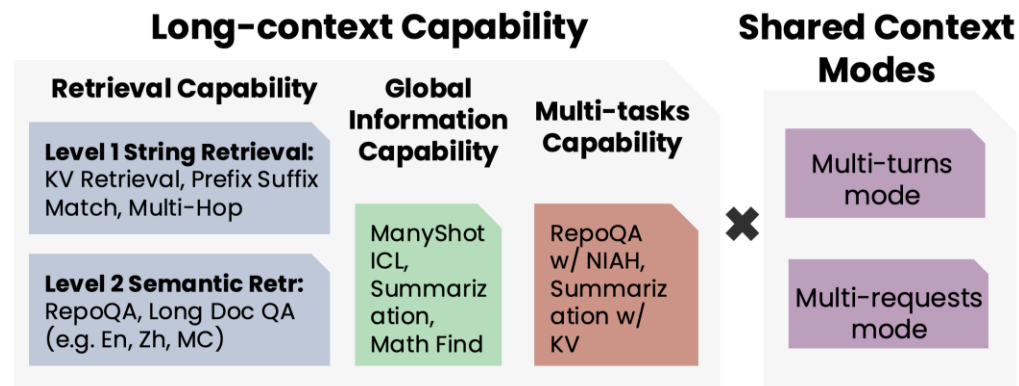 Long-context Capability
Shared Context
Modes
Retrieval Capability
Level 1 String Retrieval:
KV Retrieval, Prefix Suffix
Match, Multi-Hop
Level 2 Semantic Retr:
RepoQA, Long Doc QA
(e.g. En, Zh, MC)
Global
Information
Capability
ManyShot
ICL,
Summariz
ation,
Math Find
Multi-tasks
Capability
RepoQA
w/ NIAH,
Summariz
ation w/
KV
Multi-turns
mode
Multi-requests
mode